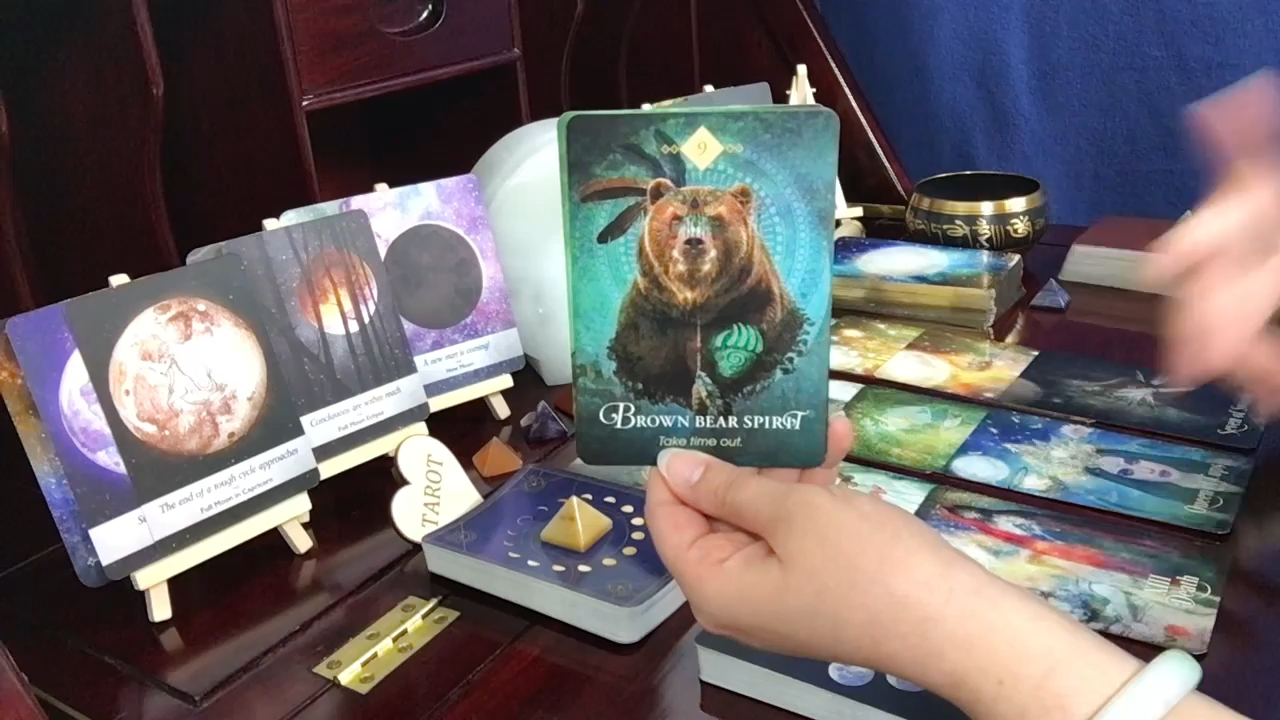 9
BROWN BEAR SPIRIT
Take time out.
A new start is coming!
New Moon
Conclusions are within reach
Full Moon Eclipse
The end of a tough cycle approaches
Full Moon in Capricorn
TAROT
XIII
Death